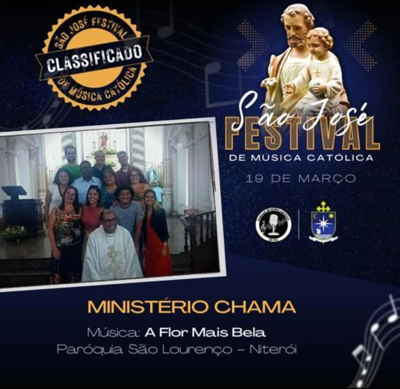 SÃO JOSÉ FESTIVAL
CLASSIFICADO
DE MÚSICA CATÓLICA
São José
FESTIVAL
DE MÚSICA CATÓLICA
19 DE MARÇO
MINISTÉRIO CHAMA
Música: A Flor Mais Bela
Paróquia São Lourenço - Niterói